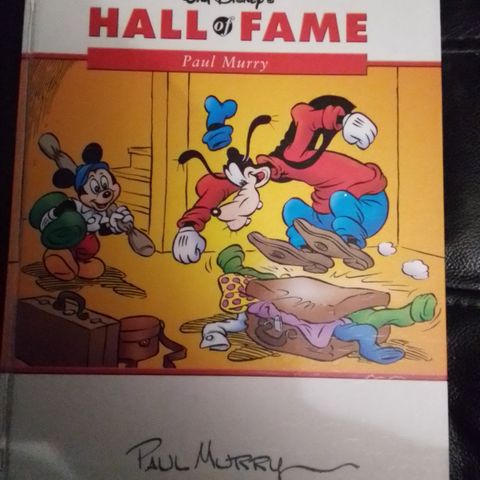 Walt Disney's
HALL of FAME
Paul Murry
PAUL MURRY